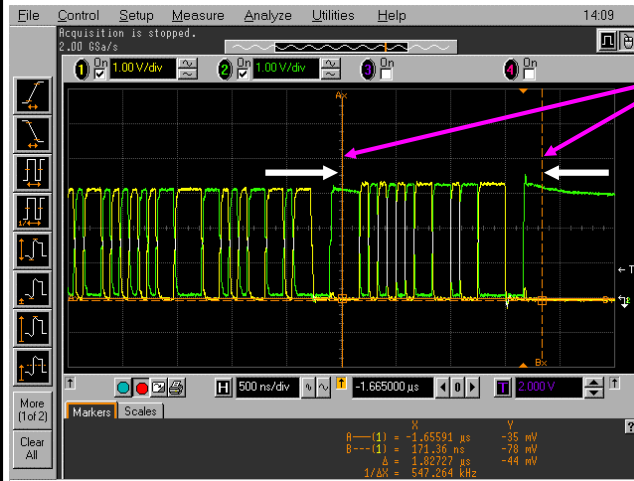 File Control Setup Measure Analyze Utilities Help 14:09
Acquisition is stopped.
2.00 GSa/s
1 On 1.00 V/div 2 On 1.00 V/div 3 On 4 On
Ax
T
Bx
H 500 ns/div -1.665000 µs 0 T 2.000 V
More
(1of 2)
Clear
All
Markers Scales
X Y
A——(1) = -1.65591 µs -35 mV
B---(1) = 171.36 ns -78 mV
Δ = 1.82727 µs -44 mV
1/ΔX = 547.264 kHz
?